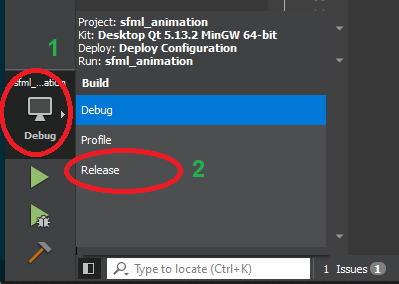 Project: sfml_animation
Kit: Desktop Qt 5.13.2 MinGW 64-bit
Deploy: Deploy Configuration
Run: sfml_animation
1
sfml_...ation
Debug
Build
Debug
Profile
Release
2
Type to locate (Ctrl+K)
1 Issues 1